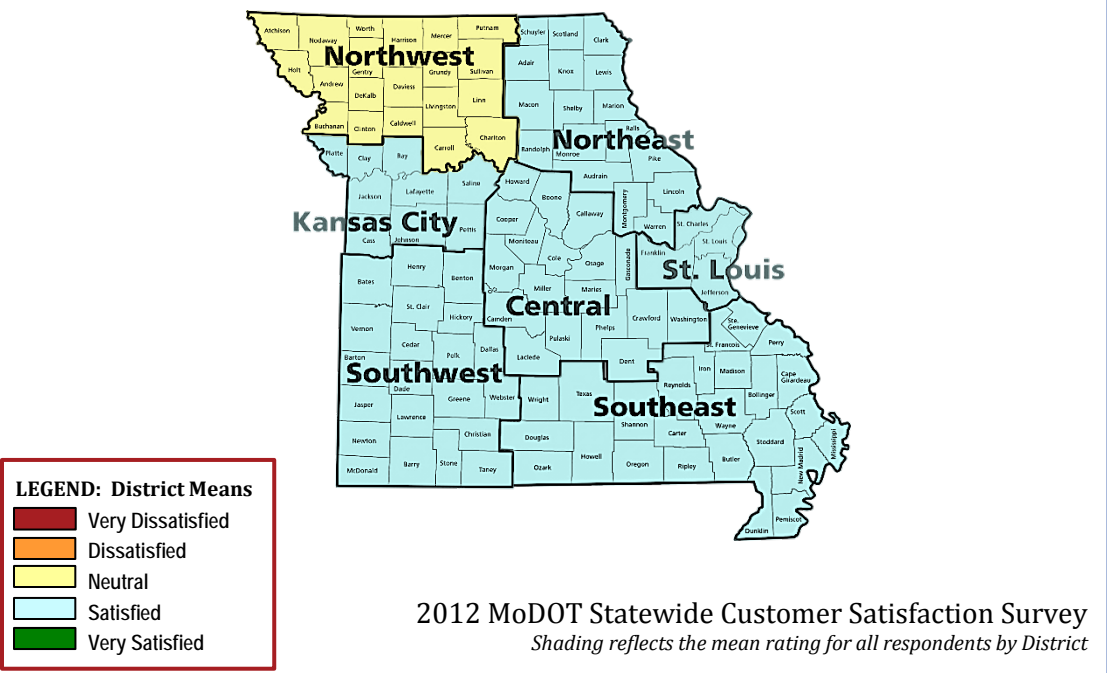 Atchison
Nodaway
Worth
Harrison
Mercer
Putnam
Schuyler
Scotland
Clark
Northwest
Holt
Gentry
Grundy
Sullivan
Adair
Knox
Lewis
Andrew
DeKalb
Daviess
Livingston
Linn
Macon
Shelby
Marion
Buchanan
Clinton
Caldwell
Carroll
Chariton
Randolph
Ralls
Northeast
Monroe
Pike
Platte
Clay
Ray
Audrain
Jackson
Lafayette
Saline
Howard
Boone
Callaway
Montgomery
Lincoln
Warren
Kansas City
Cass
Johnson
Pettis
Cooper
Moniteau
Cole
Osage
Gasconade
Franklin
St. Charles
St. Louis
St. Louis
Jefferson
Bates
Henry
Benton
Morgan
Miller
Maries
Central
Camden
Pulaski
Phelps
Crawford
Washington
Ste.
Genevieve
Vernon
St. Clair
Hickory
Cedar
Polk
Dallas
Laclede
Dent
St. Francois
Perry
Barton
Southwest
Dade
Greene
Webster
Wright
Texas
Reynolds
Iron
Madison
Cape
Girardeau
Bollinger
Southeast
Jasper
Lawrence
Christian
Douglas
Shannon
Carter
Wayne
Scott
Stoddard
Mississippi
New Madrid
Newton
McDonald
Barry
Stone
Taney
Ozark
Howell
Oregon
Ripley
Butler
Dunklin
Pemiscot
LEGEND: District Means
Very Dissatisfied
Dissatisfied
Neutral
Satisfied
Very Satisfied
2012 MoDOT Statewide Customer Satisfaction Survey
Shading reflects the mean rating for all respondents by District